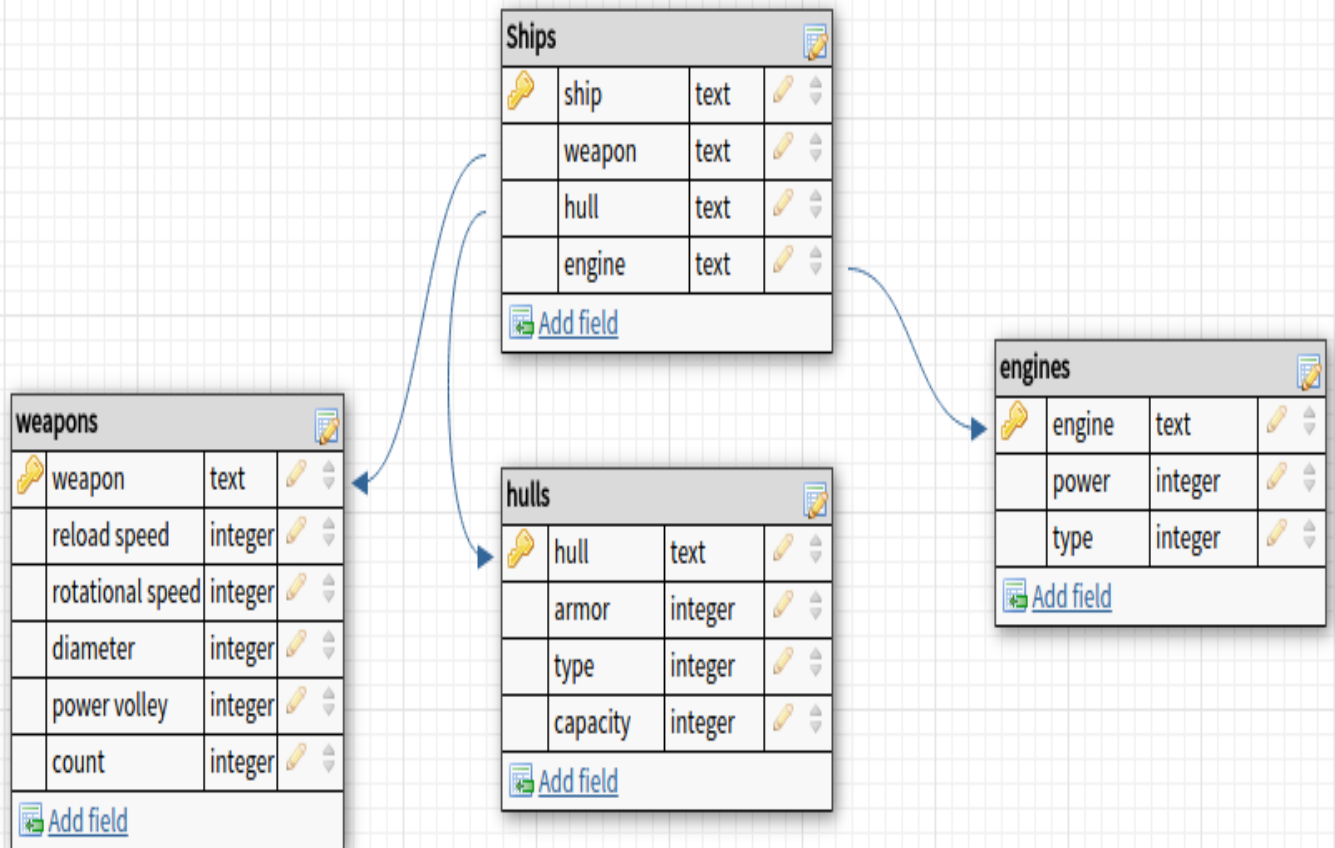 Ships
ship text
weapon text
hull text
engine text
Add field
weapons
weapon text
reload speed integer
rotational speed integer
diameter integer
power volley integer
count integer
Add field
hulls
hull text
armor integer
type integer
capacity integer
Add field
engines
engine text
power integer
type integer
Add field